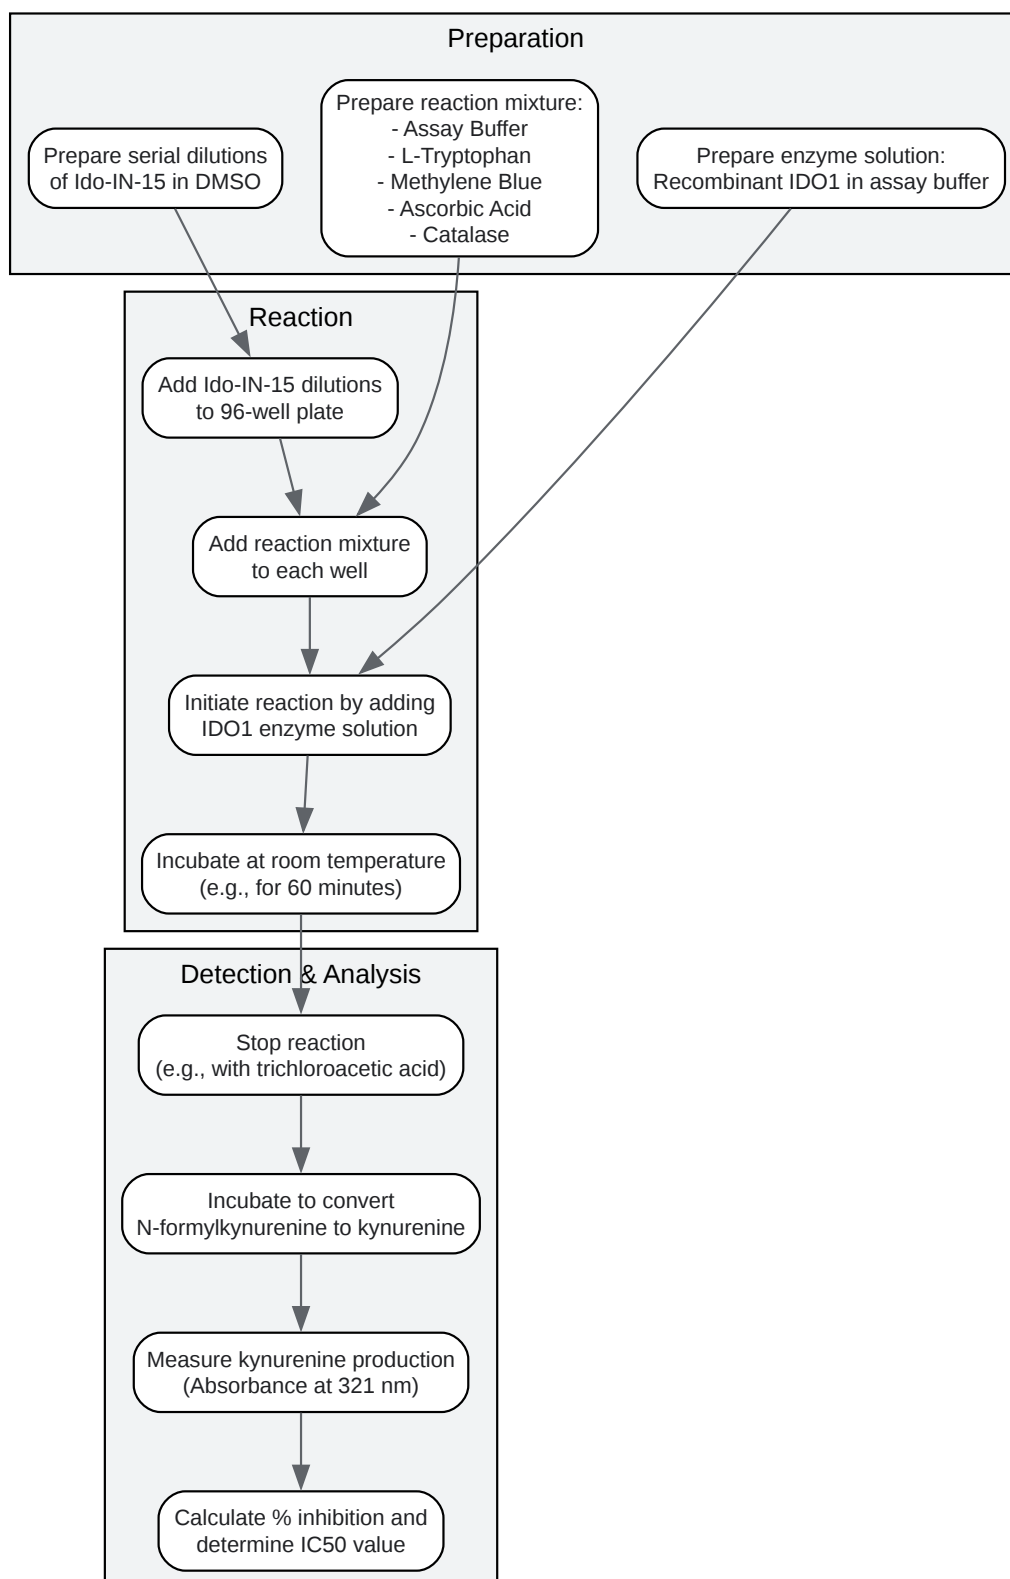 Preparation
Prepare serial dilutions
of Ido-IN-15 in DMSO
Prepare reaction mixture:
- Assay Buffer
- L-Tryptophan
- Methylene Blue
- Ascorbic Acid
- Catalase
Prepare enzyme solution:
Recombinant IDO1 in assay buffer
Reaction
Add Ido-IN-15 dilutions
to 96-well plate
Add reaction mixture
to each well
Initiate reaction by adding
IDO1 enzyme solution
Incubate at room temperature
(e.g., for 60 minutes)
Detection & Analysis
Stop reaction
(e.g., with trichloroacetic acid)
Incubate to convert
N-formylkynurenine to kynurenine
Measure kynurenine production
(Absorbance at 321 nm)
Calculate % inhibition and
determine IC50 value